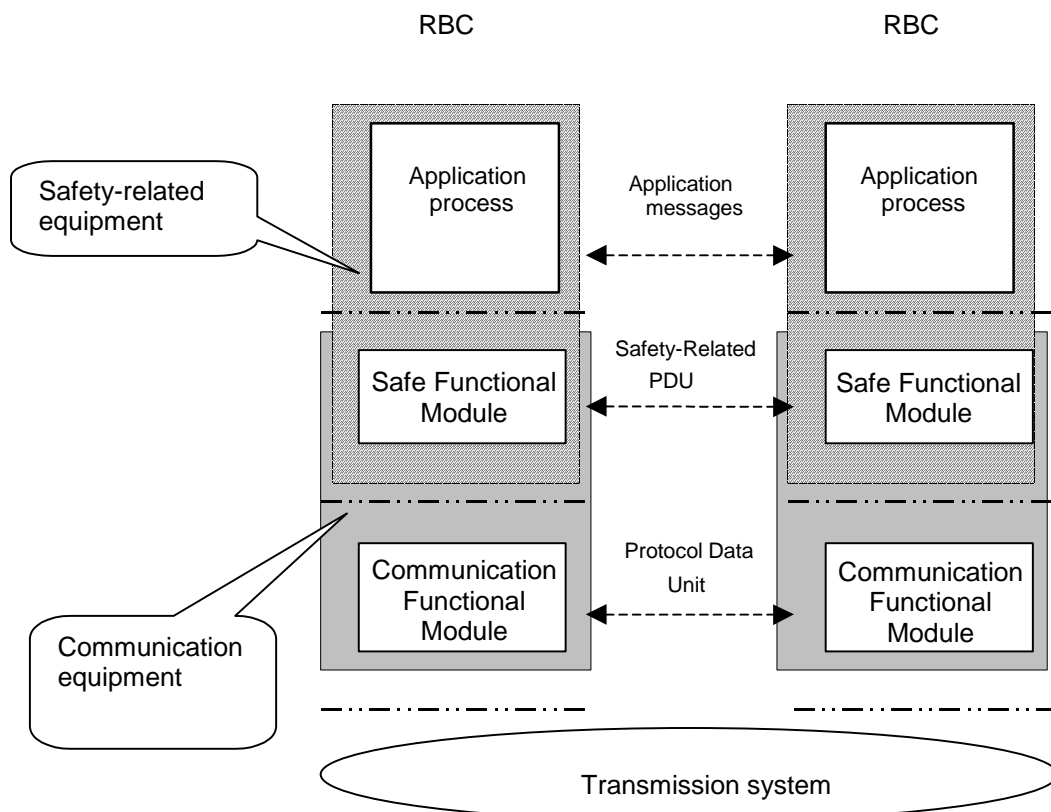 RBC
RBC
Safety-related
equipment
Application
process
Application
messages
Application
process
Safe Functional
Module
Safety-Related
PDU
Safe Functional
Module
Communication
equipment
Communication
Functional
Module
Protocol Data
Unit
Communication
Functional
Module
Transmission system